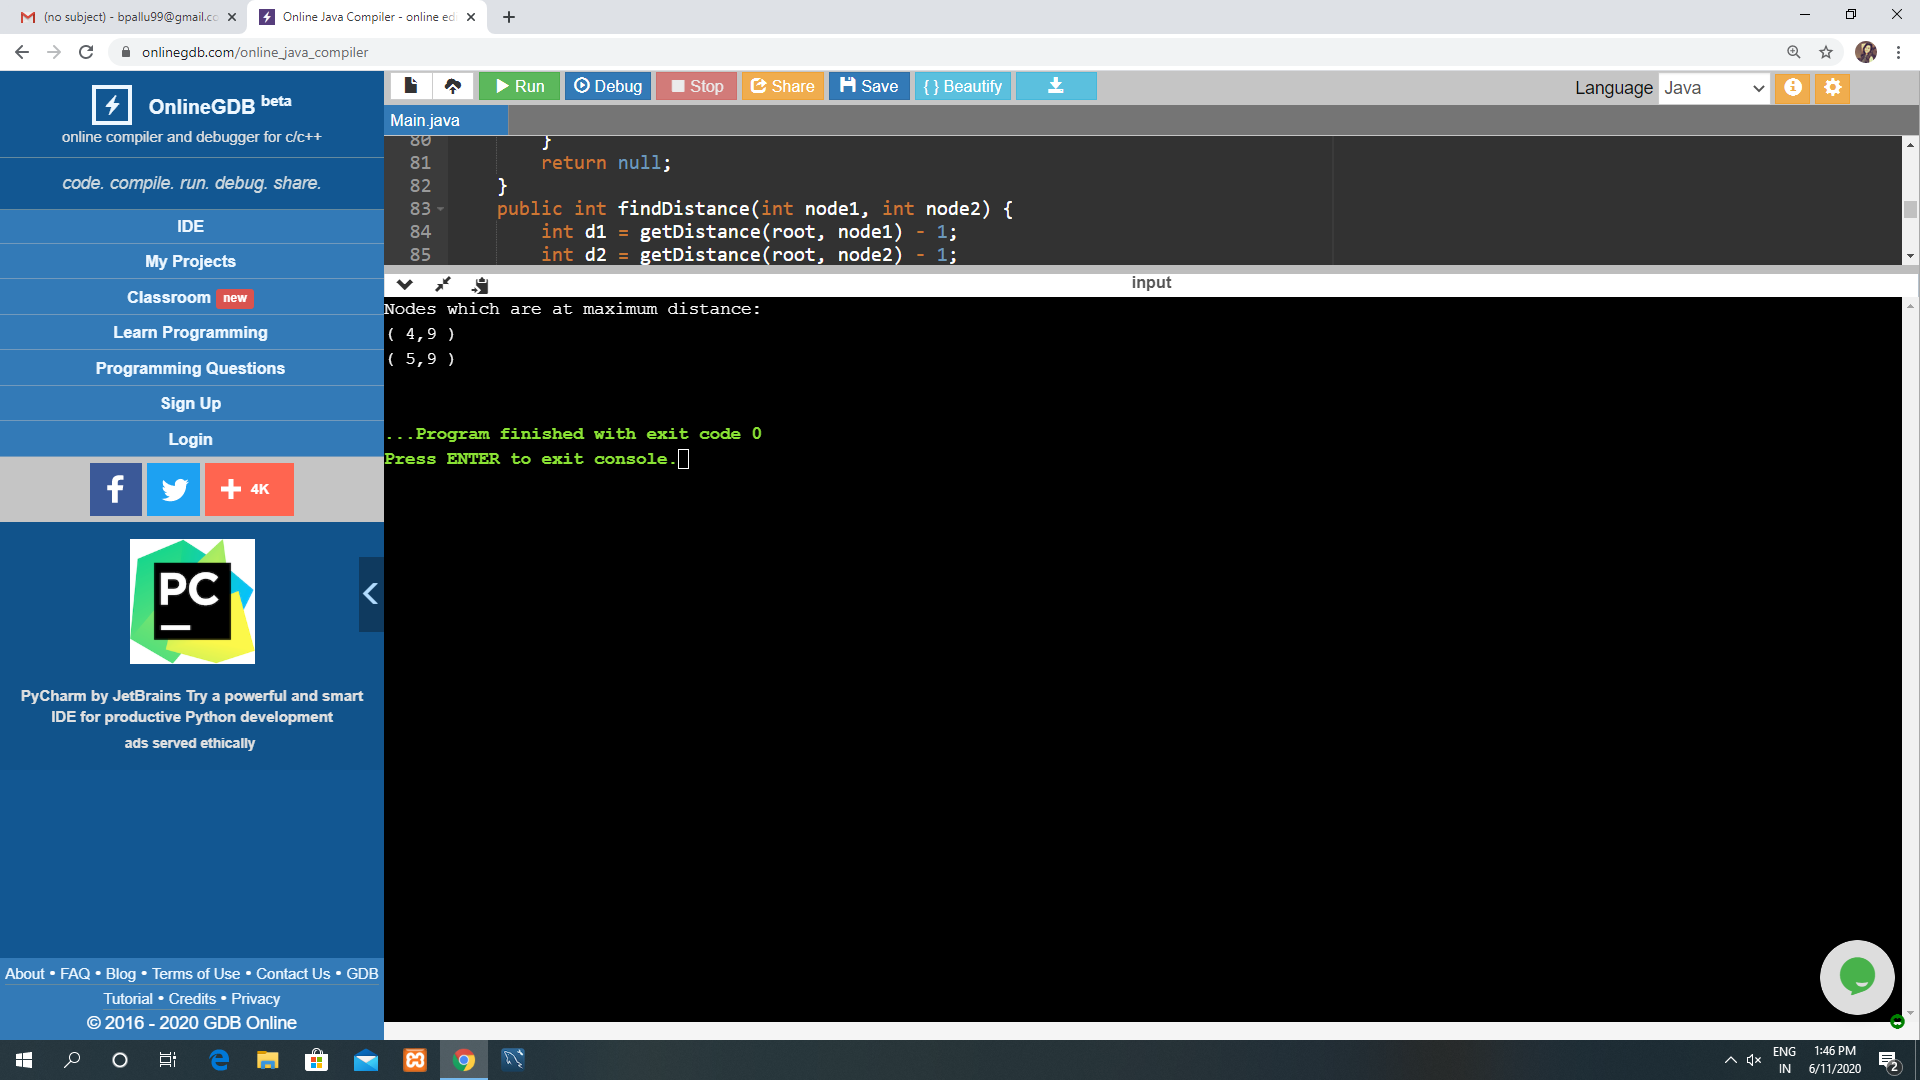 (no subject) - bpallu99@gmail.co
Online Java Compiler - online edi
onlinegdb.com/online_java_compiler
OnlineGDB beta
online compiler and debugger for c/c++
code. compile. run. debug. share.
IDE
My Projects
Classroom new
Learn Programming
Programming Questions
Sign Up
Login
4K
PC
PyCharm by JetBrains Try a powerful and smart
IDE for productive Python development
ads served ethically
About • FAQ • Blog • Terms of Use • Contact Us • GDB
Tutorial • Credits • Privacy
© 2016 - 2020 GDB Online
Run Debug Stop Share Save { } Beautify
Language Java
Main.java
80 }
81 return null;
82 }
83 public int findDistance(int node1, int node2) {
84 int d1 = getDistance(root, node1) - 1;
85 int d2 = getDistance(root, node2) - 1;
input
Nodes which are at maximum distance:
( 4,9 )
( 5,9 )
...Program finished with exit code 0
Press ENTER to exit console.
ENG
IN
1:46 PM
6/11/2020
2